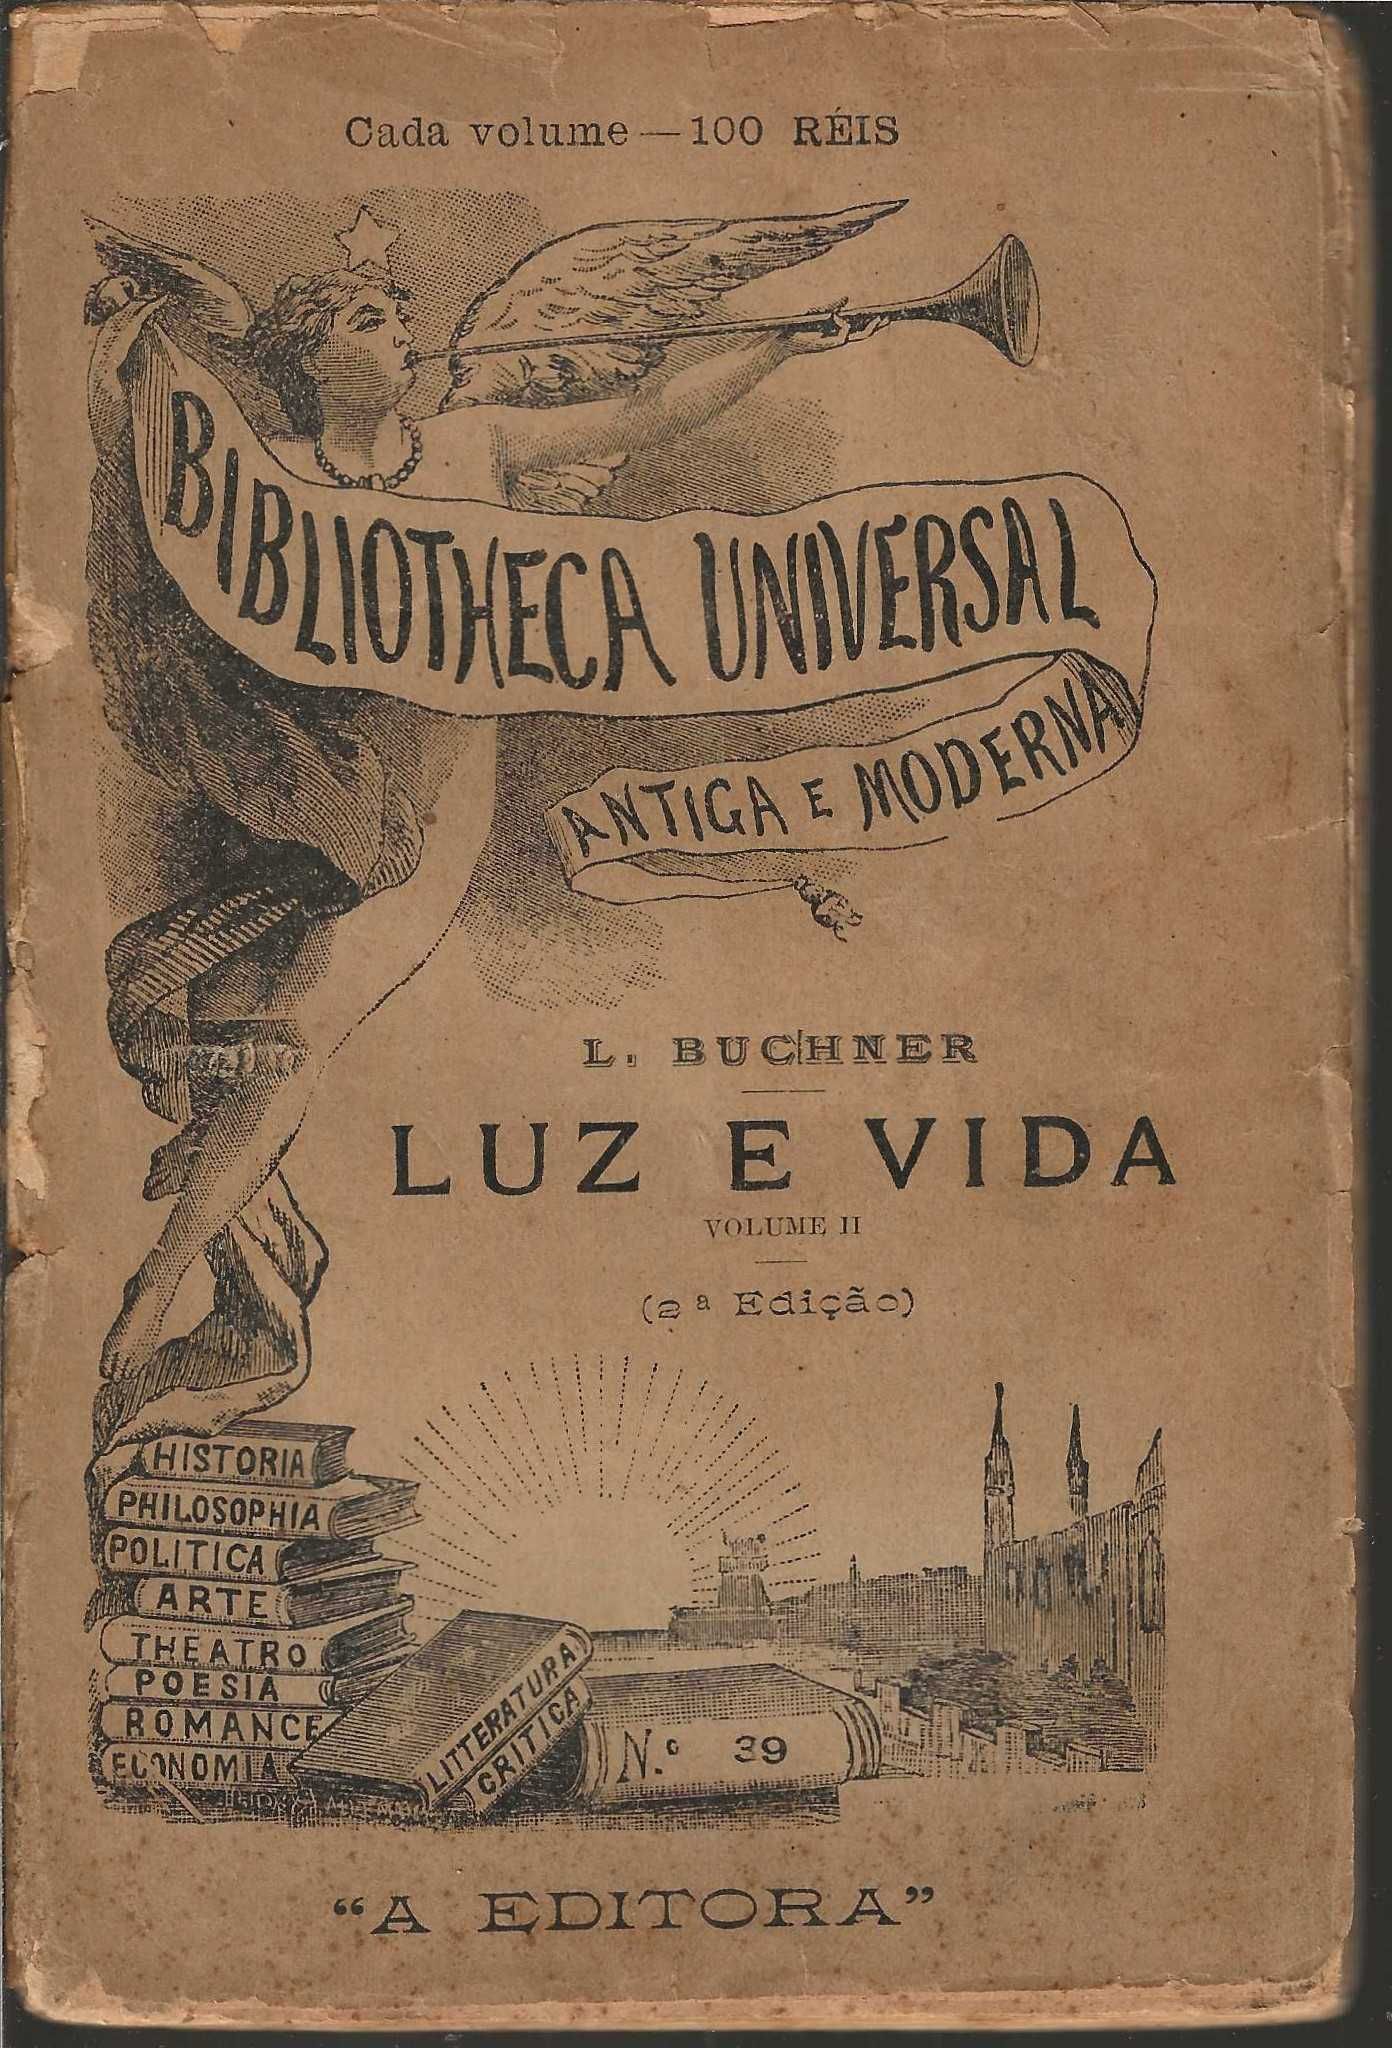 Cada volume — 100 RÉIS
BIBLIOTHECA UNIVERSAL
ANTIGA E MODERNA
L. BUCHNER
LUZ E VIDA
VOLUME II
(2ª Edição)
HISTORIA
PHILOSOPHIA
POLITICA
ARTE
THEATRO
POESIA
ROMANCE
ECONOMIA
LITTERATURA
CRITICA
N.º 39
"A EDITORA"